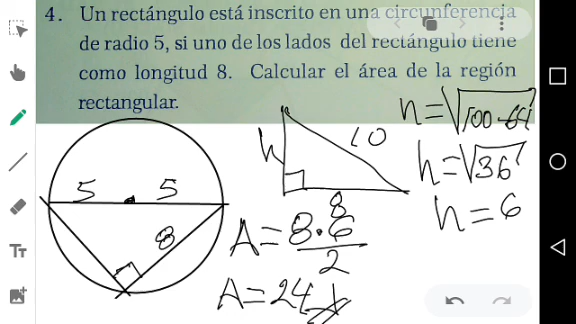 4. Un rectángulo está inscrito en una circunferencia
de radio 5, si uno de los lados del rectángulo tiene
como longitud 8. Calcular el área de la región
rectangular.
h=√100-64
h=√36
h=6
10
h
8
5 5
8
A=8·6
2
A=24
Tt